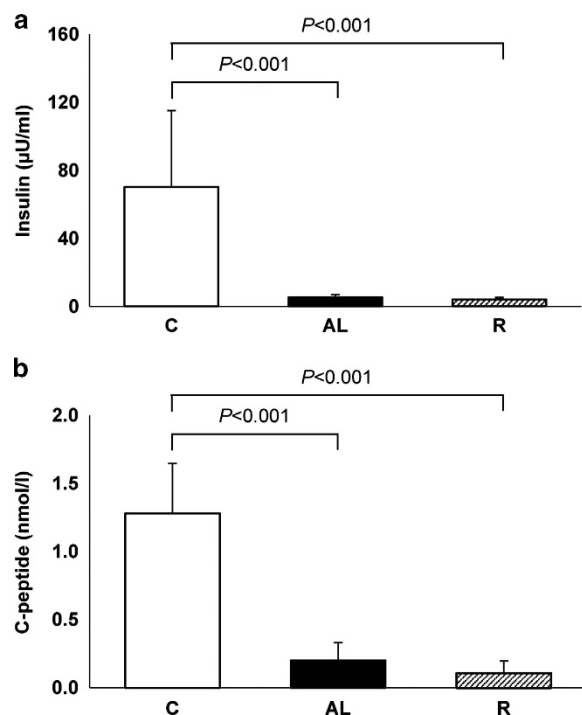 a
160
P<0.001
P<0.001
120
Insulin (µU/ml)
80
40
0
C AL R
b
P<0.001
2.0
P<0.001
1.5
C-peptide (nmol/l)
1.0
0.5
0.0
C AL R